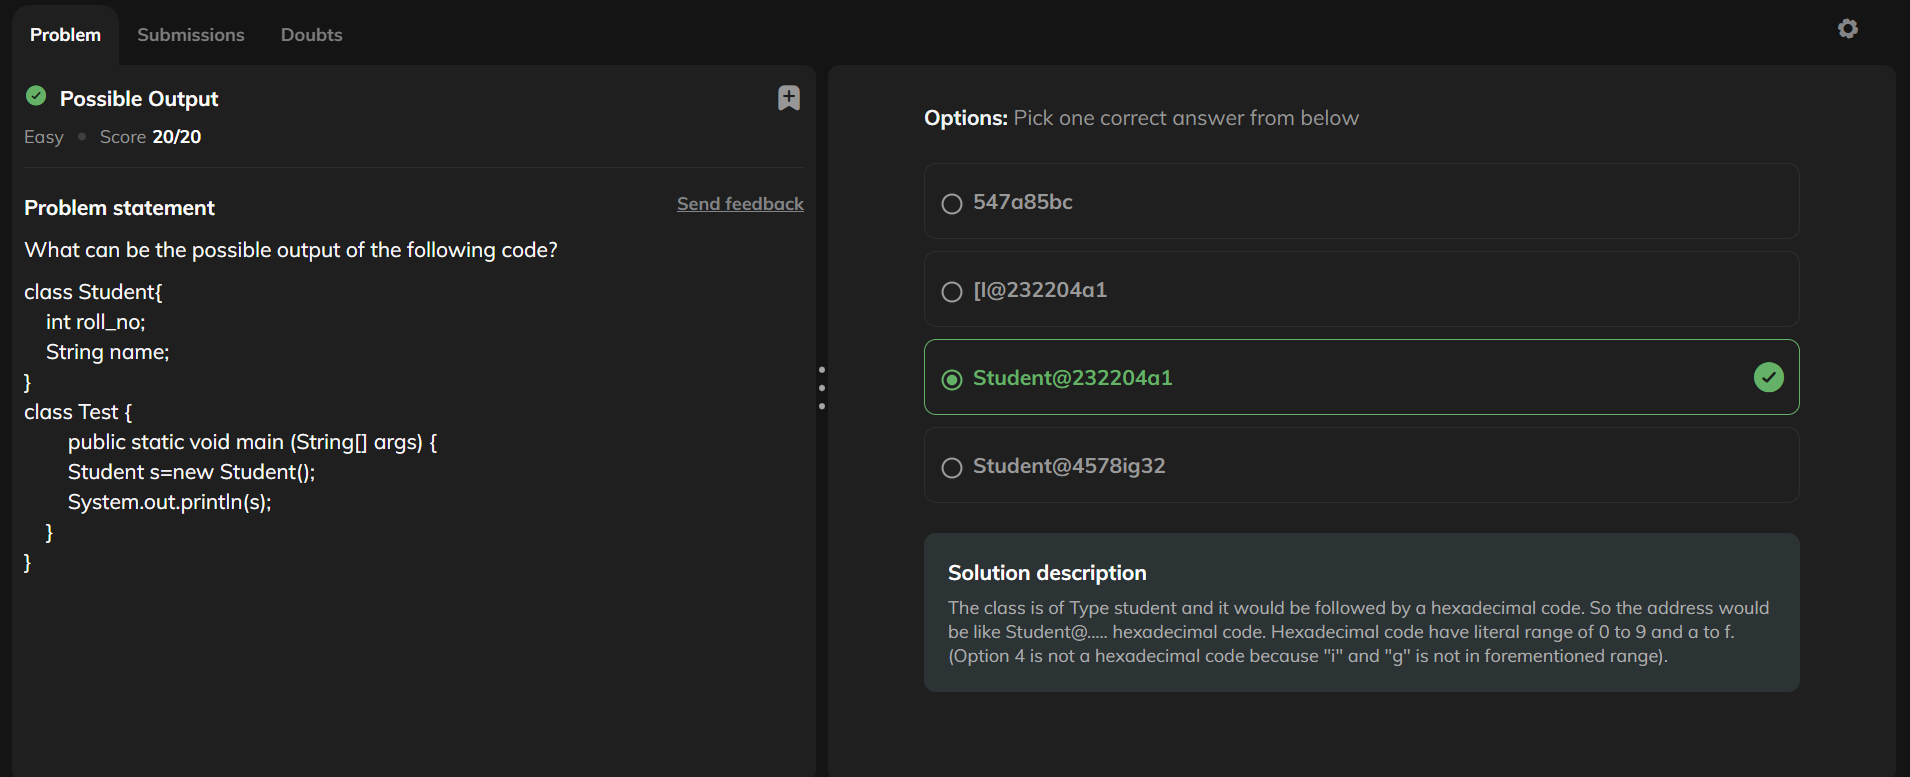 Problem
Submissions
Doubts
Possible Output
Easy • Score 20/20
Problem statement
Send feedback
What can be the possible output of the following code?
class Student{
int roll_no;
String name;
}
class Test {
public static void main (String[] args) {
Student s=new Student();
System.out.println(s);
}
}
Options: Pick one correct answer from below
547a85bc
[I@232204a1
Student@232204a1
Student@4578ig32
Solution description
The class is of Type student and it would be followed by a hexadecimal code. So the address would
be like Student@..... hexadecimal code. Hexadecimal code have literal range of 0 to 9 and a to f.
(Option 4 is not a hexadecimal code because "i" and "g" is not in forementioned range).